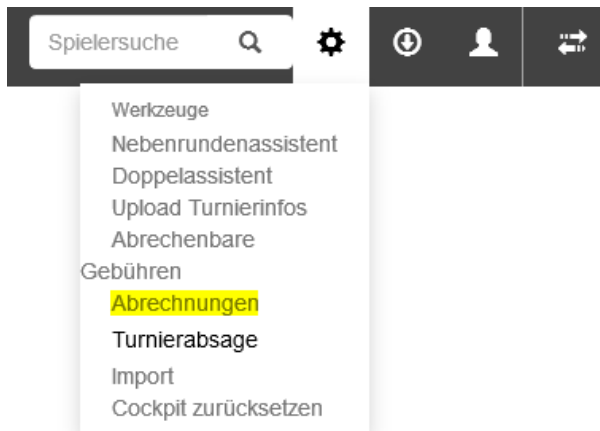 Spielersuche
Werkzeuge
Nebenrundenassistent
Doppelassistent
Upload Turnierinfos
Abrechenbare
Gebühren
Abrechnungen
Turnierabsage
Import
Cockpit zurücksetzen